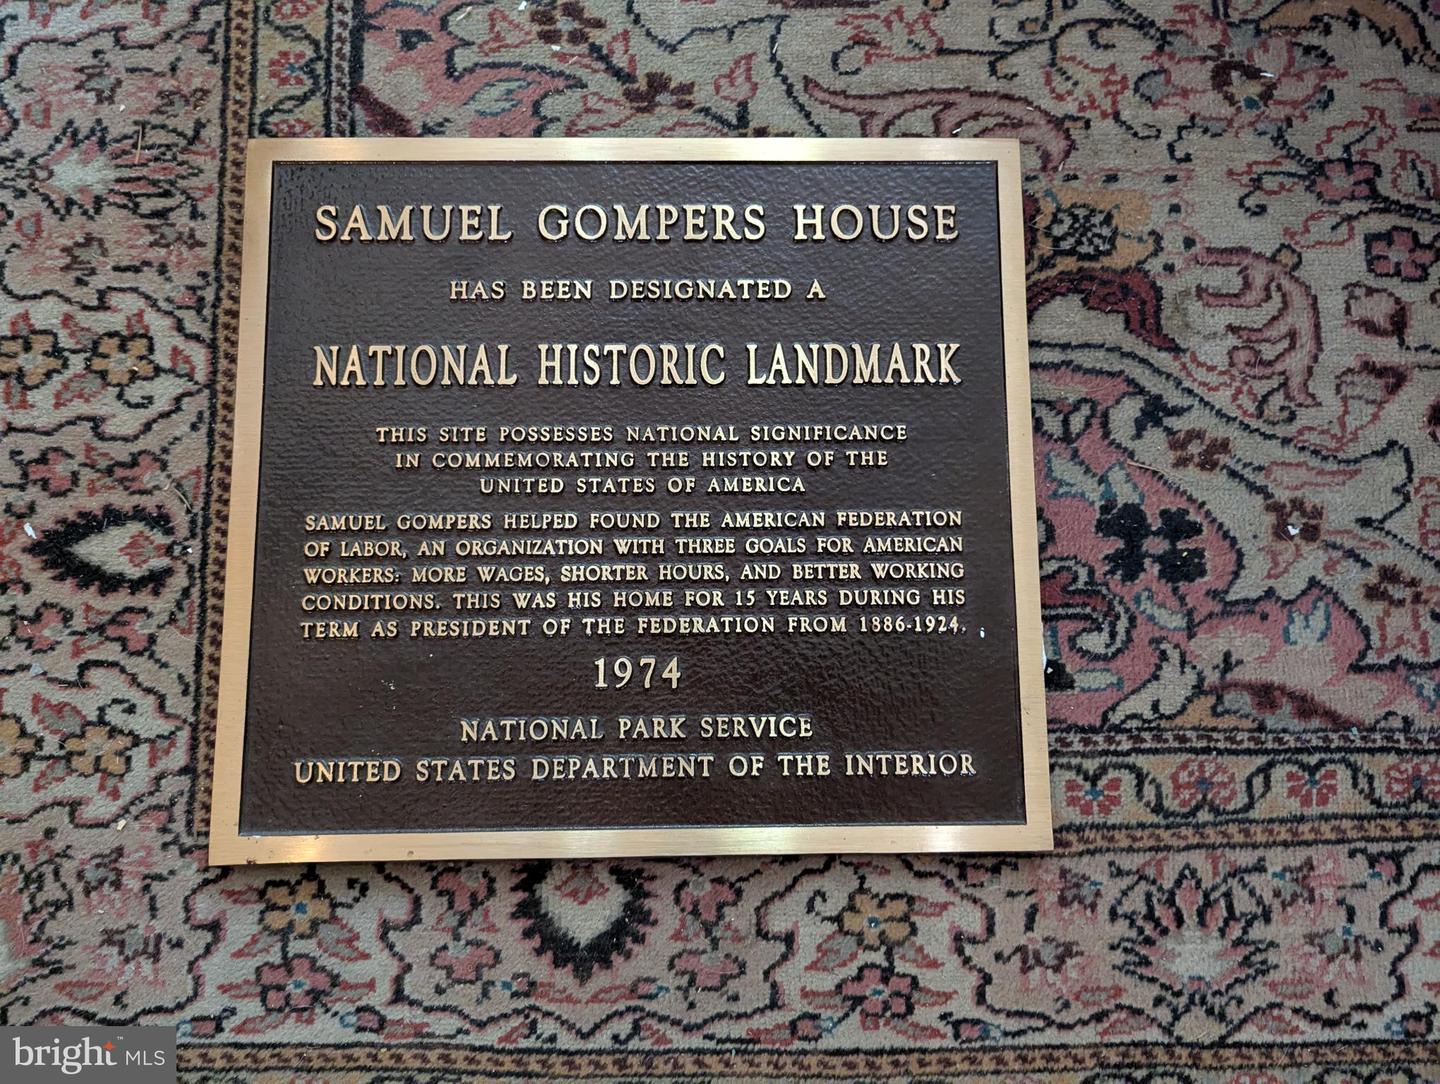 SAMUEL GOMPERS HOUSE
HAS BEEN DESIGNATED A
NATIONAL HISTORIC LANDMARK
THIS SITE POSSESSES NATIONAL SIGNIFICANCE
IN COMMEMORATING THE HISTORY OF THE
UNITED STATES OF AMERICA
SAMUEL GOMPERS HELPED FOUND THE AMERICAN FEDERATION
OF LABOR, AN ORGANIZATION WITH THREE GOALS FOR AMERICAN
WORKERS: MORE WAGES, SHORTER HOURS, AND BETTER WORKING
CONDITIONS. THIS WAS HIS HOME FOR 15 YEARS DURING HIS
TERM AS PRESIDENT OF THE FEDERATION FROM 1886-1924.
1974
NATIONAL PARK SERVICE
UNITED STATES DEPARTMENT OF THE INTERIOR
bright™ MLS